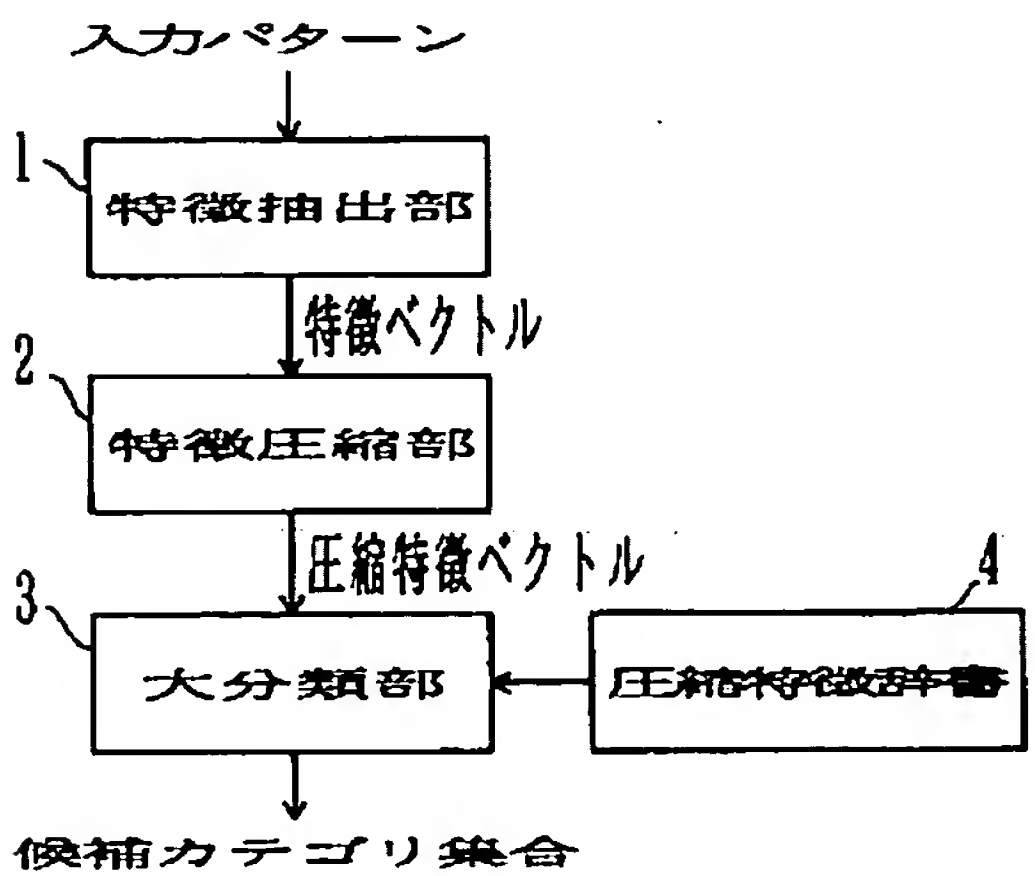 入力パターン
1
特徴抽出部
特徴ベクトル
2
特徴圧縮部
圧縮特徴ベクトル
3
4
大分類部
圧縮特徴辞書
候補カテゴリ集合